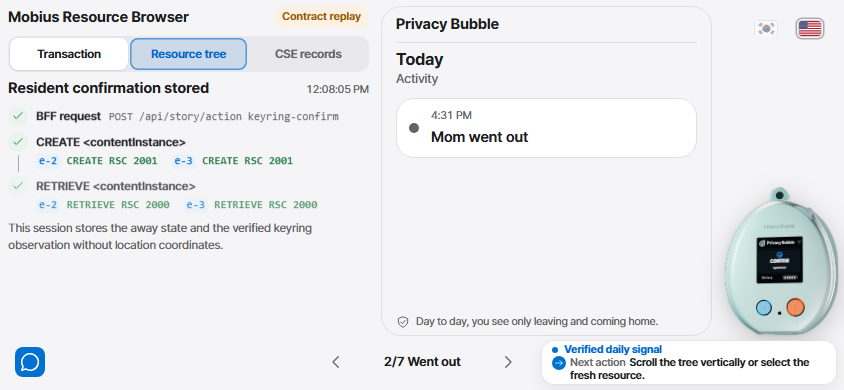 Mobius Resource Browser
Contract replay
Transaction
Resource tree
CSE records
Resident confirmation stored
12:08:05 PM
BFF request POST /api/story/action keyring-confirm
CREATE <contentInstance>
e-2 CREATE RSC 2001 e-3 CREATE RSC 2001
RETRIEVE <contentInstance>
e-2 RETRIEVE RSC 2000 e-3 RETRIEVE RSC 2000
This session stores the away state and the verified keyring
observation without location coordinates.
Privacy Bubble
Today
Activity
4:31 PM
Mom went out
Day to day, you see only leaving and coming home.
Privacy Bubble
Privacy Bubble
CONFIRM
2/7 Went out
Verified daily signal
Next action Scroll the tree vertically or select the
fresh resource.